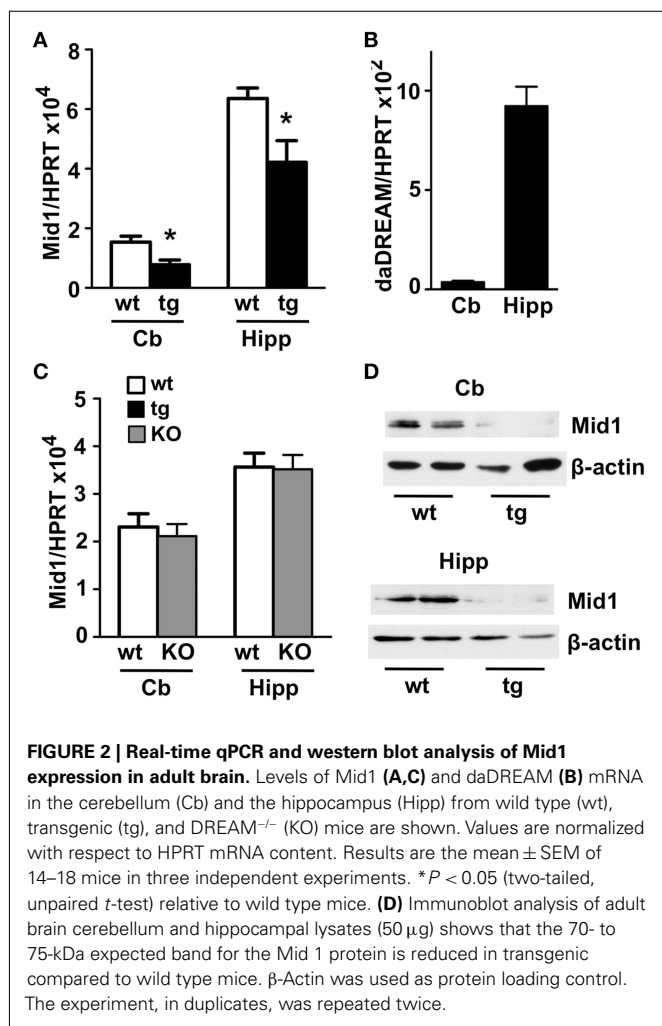 A
Mid1/HPRT x10⁴
8
6
4
2
0
*
*
wt tg wt tg
Cb Hipp
B
daDREAM/HPRT x10²
10
5
0
Cb Hipp
C
Mid1/HPRT x10⁴
5
4
3
2
1
0
wt
tg
KO
wt KO wt KO
Cb Hipp
D
Cb
Mid1
β-actin
wt tg
Hipp
Mid1
β-actin
wt tg
FIGURE 2 | Real-time qPCR and western blot analysis of Mid1
expression in adult brain. Levels of Mid1 (A,C) and daDREAM (B) mRNA
in the cerebellum (Cb) and the hippocampus (Hipp) from wild type (wt),
transgenic (tg), and DREAM−/− (KO) mice are shown. Values are normalized
with respect to HPRT mRNA content. Results are the mean ± SEM of
14–18 mice in three independent experiments. *P < 0.05 (two-tailed,
unpaired t-test) relative to wild type mice. (D) Immunoblot analysis of adult
brain cerebellum and hippocampal lysates (50 μg) shows that the 70- to
75-kDa expected band for the Mid 1 protein is reduced in transgenic
compared to wild type mice. β-Actin was used as protein loading control.
The experiment, in duplicates, was repeated twice.